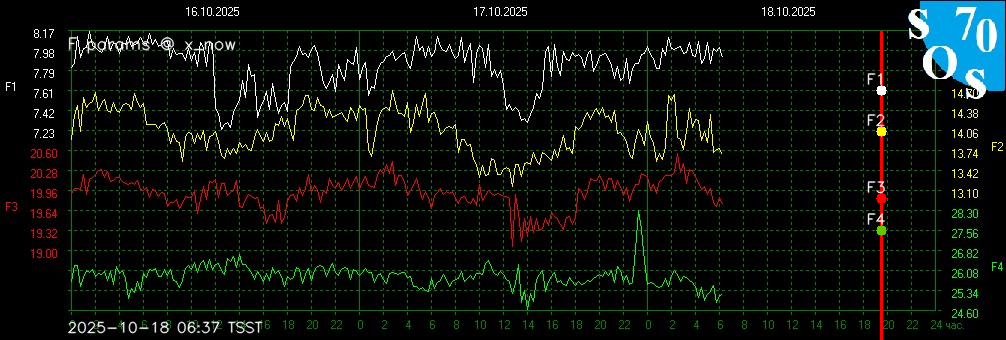 16.10.2025 17.10.2025 18.10.2025
SOS 70
F params @ x_now
8.17
7.98
7.79
F1
7.61
7.42
7.23
20.60
20.28
19.96
F3
19.64
19.32
19.00
F1
F2
F3
F4
14.70
14.38
14.06
F2
13.74
13.42
13.10
28.30
27.56
26.82
F4
26.08
25.34
24.60
2025-10-18 06:37 TSST
18 20 22 0 2 4 6 8 10 12 14 16 18 20 22 0 2 4 6 8 10 12 14 16 18 20 22 24 час.